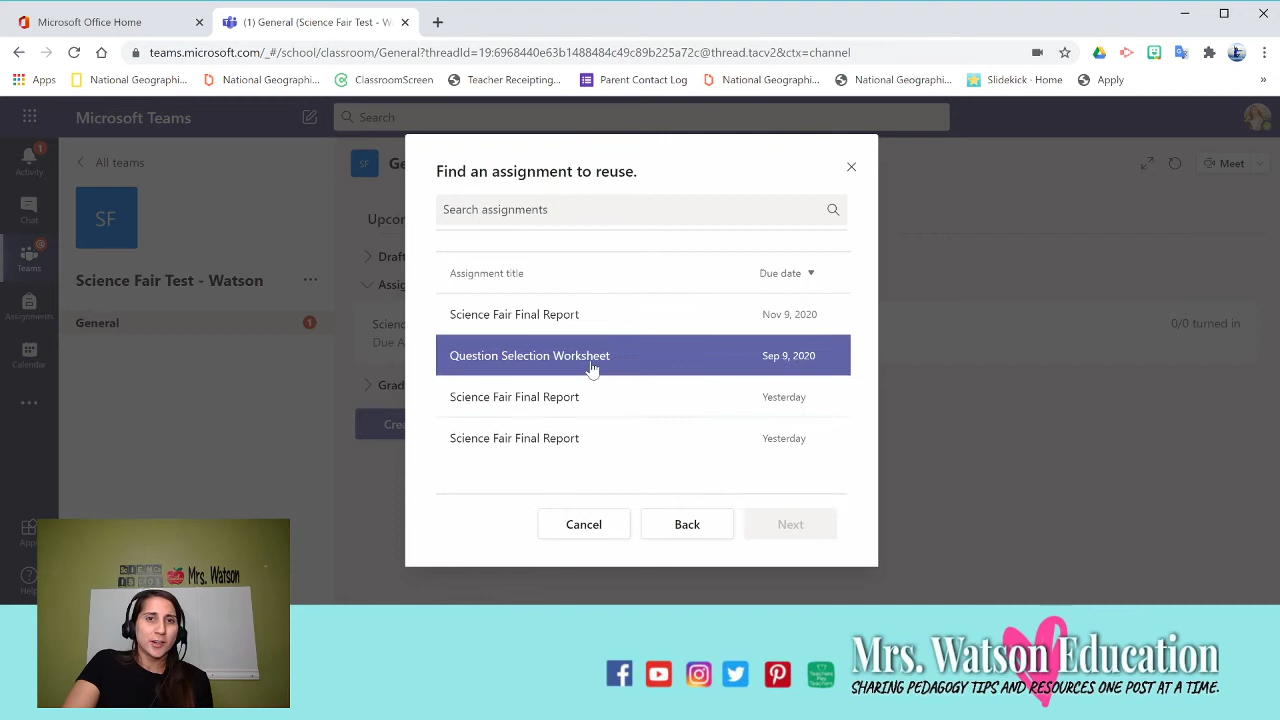 Microsoft Office Home
(1) General (Science Fair Test - W
teams.microsoft.com/_#/school/classroom/General?threadId=19:6968440e63b1488484c49c89b225a72c@thread.tacv2&ctx=channel
Apps
National Geographi...
National Geographi...
ClassroomScreen
Teacher Receipting...
Parent Contact Log
National Geographi...
National Geographi...
Slidekick · Home
Apply
Microsoft Teams
Search
Activity
1
Chat
Teams
Assignments
Calendar
App
Help
All teams
SF
Science Fair Test - Watson
General
1
SF
Ge
Meet
Upcom
Draft
Assig
Scienc
Due A
0/0 turned in
Grad
Crea
Find an assignment to reuse.
Search assignments
Assignment title
Due date
Science Fair Final Report
Nov 9, 2020
Question Selection Worksheet
Sep 9, 2020
Science Fair Final Report
Yesterday
Science Fair Final Report
Yesterday
Cancel
Back
Next
Mrs. Watson
Mrs. Watson Education
SHARING PEDAGOGY TIPS AND RESOURCES ONE POST AT A TIME.